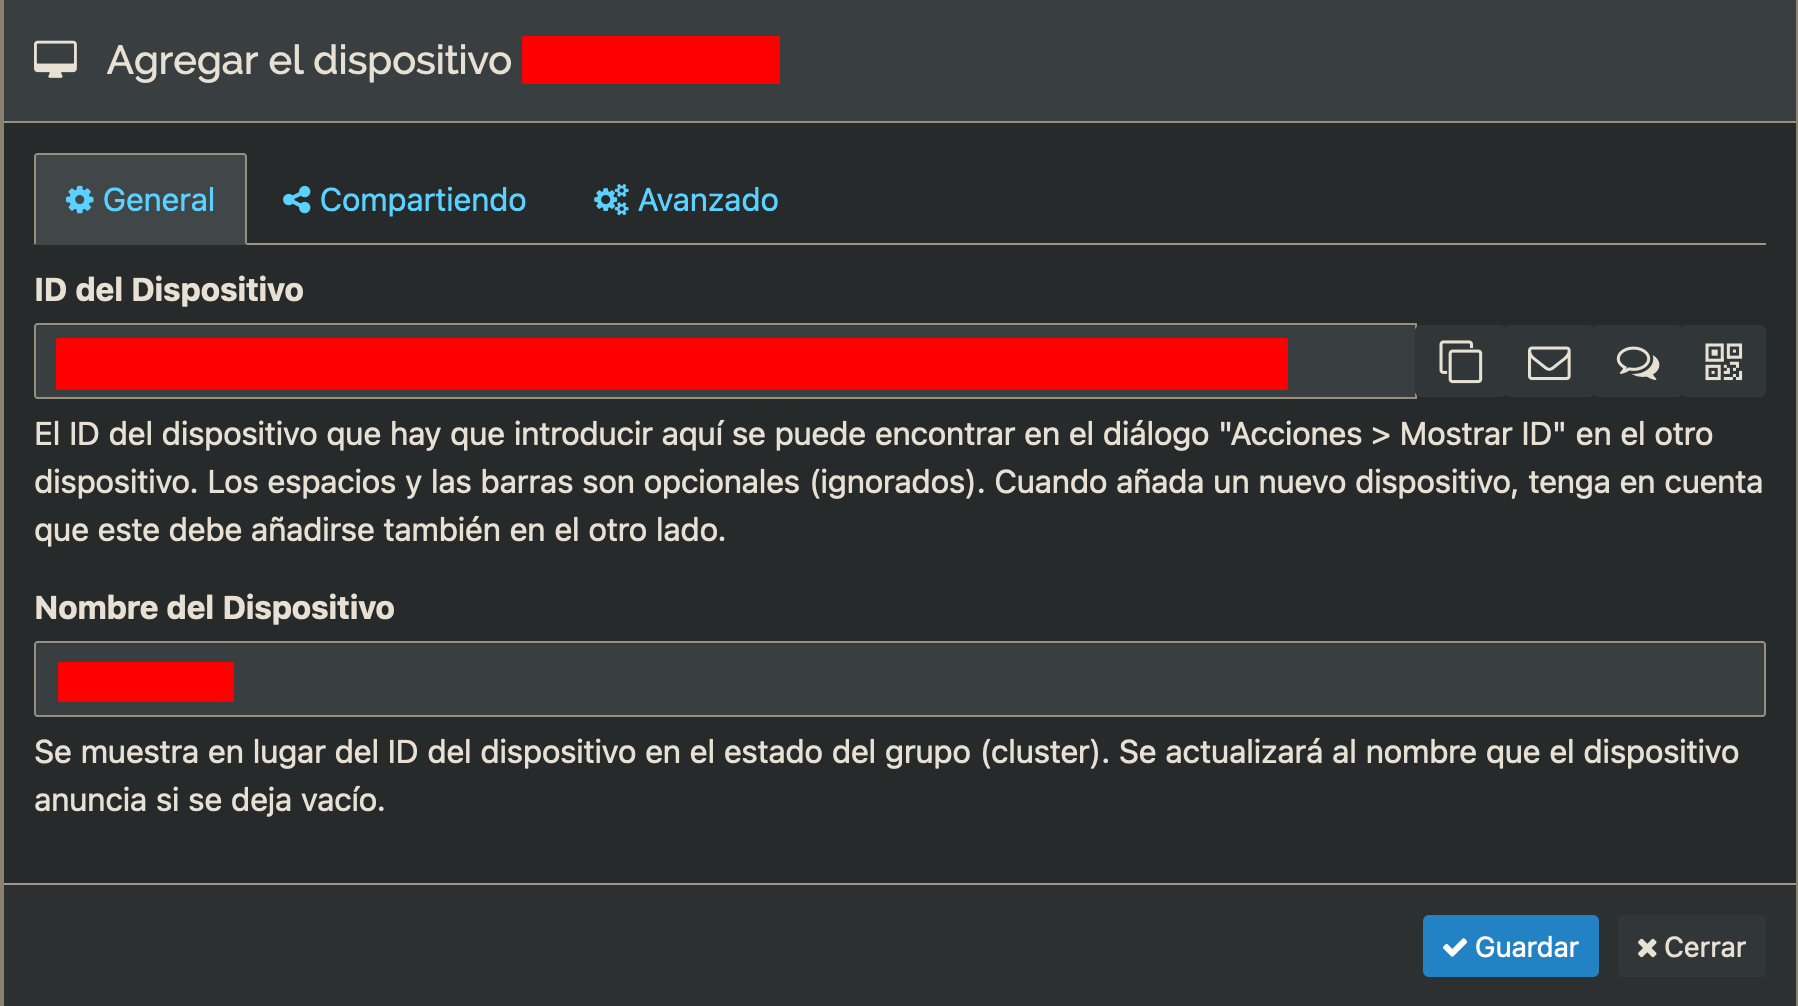 Agregar el dispositivo
General Compartiendo Avanzado
ID del Dispositivo
El ID del dispositivo que hay que introducir aquí se puede encontrar en el diálogo "Acciones > Mostrar ID" en el otro
dispositivo. Los espacios y las barras son opcionales (ignorados). Cuando añada un nuevo dispositivo, tenga en cuenta
que este debe añadirse también en el otro lado.
Nombre del Dispositivo
Se muestra en lugar del ID del dispositivo en el estado del grupo (cluster). Se actualizará al nombre que el dispositivo
anuncia si se deja vacío.
Guardar Cerrar